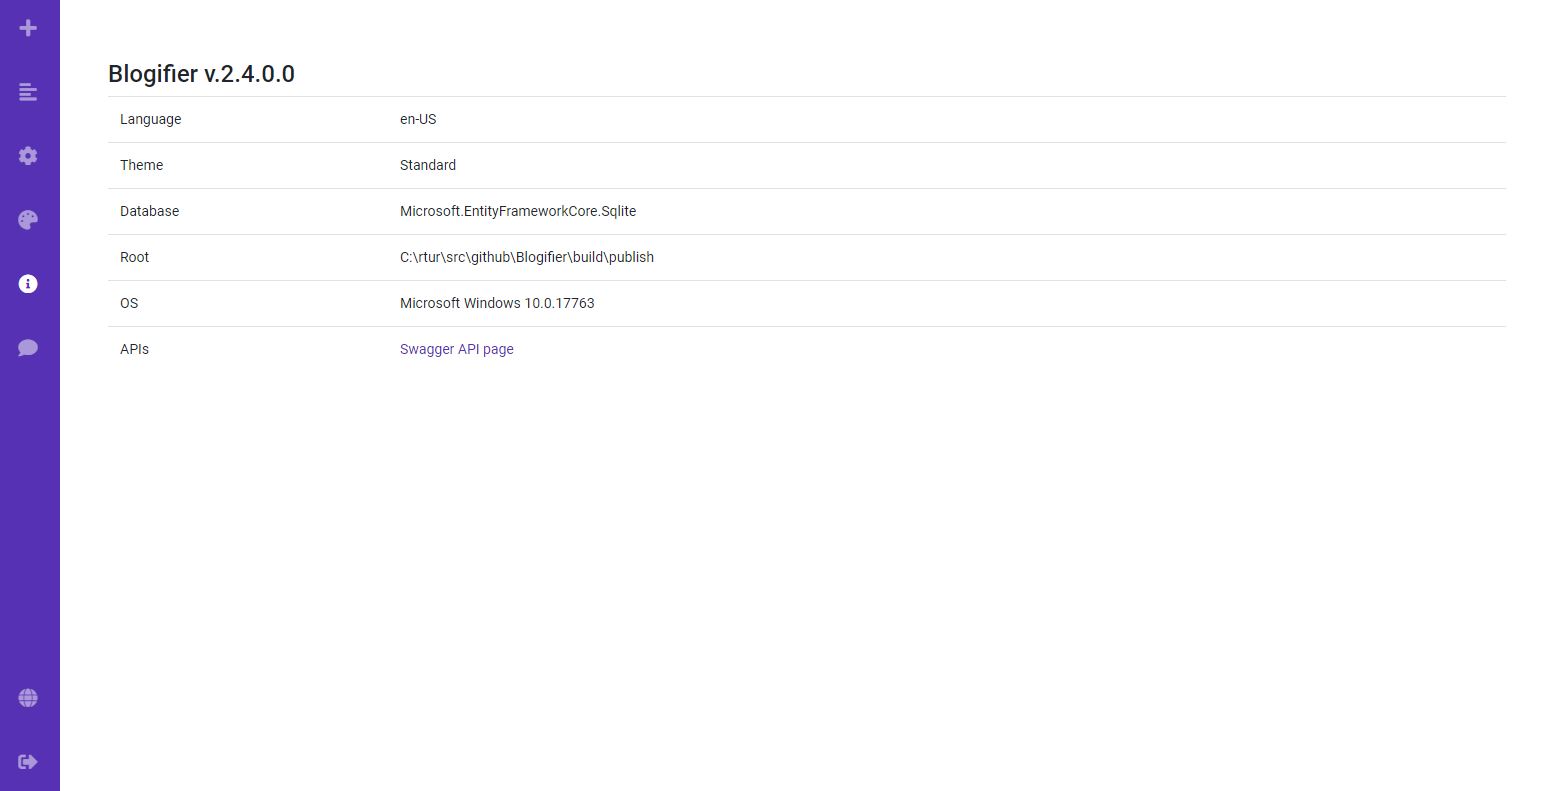 Blogifier v.2.4.0.0
Language en-US
Theme Standard
Database Microsoft.EntityFrameworkCore.Sqlite
Root C:\rtur\src\github\Blogifier\build\publish
OS Microsoft Windows 10.0.17763
APIs Swagger API page